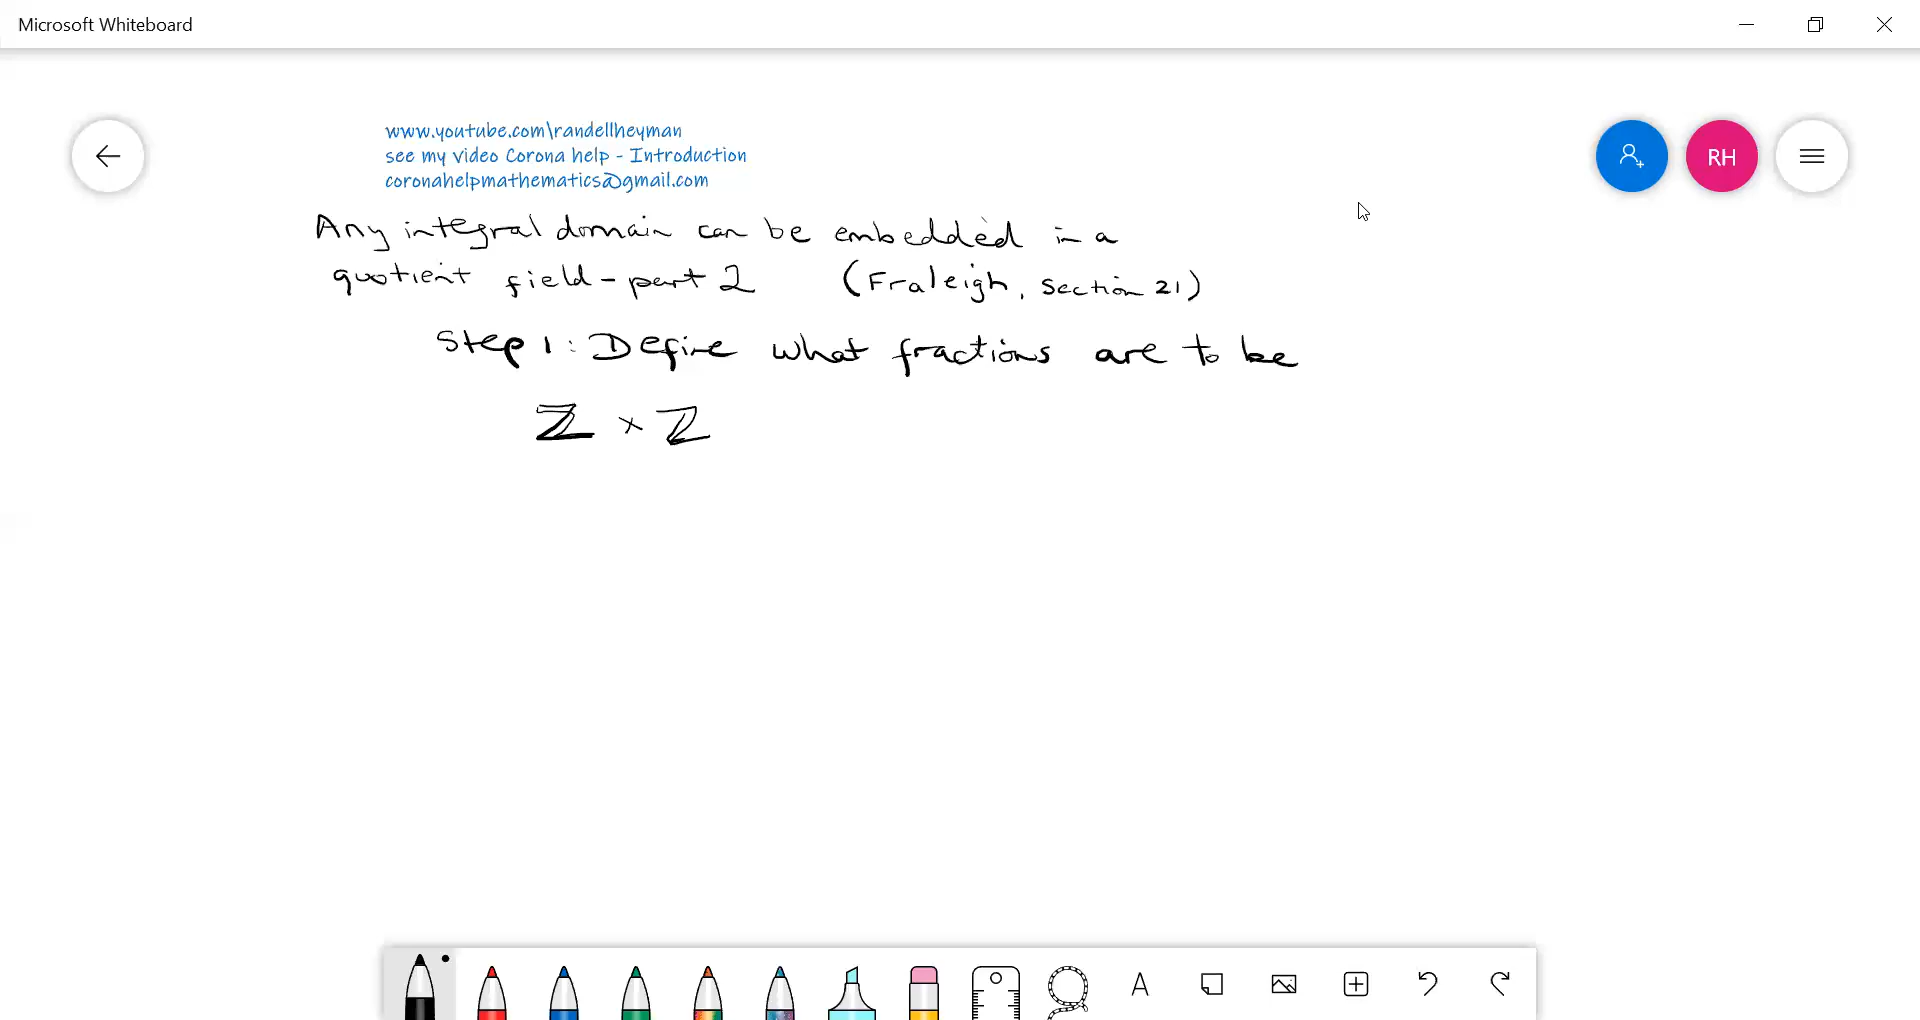 Microsoft Whiteboard
www.youtube.com\randellheyman
see my video Corona help - Introduction
coronahelpmathematics@gmail.com
RH
Any integral domain can be embedded in a
quotient field - part 2 (Fraleigh, section 21)
Step 1: Define what fractions are to be
ℤ × ℤ
A